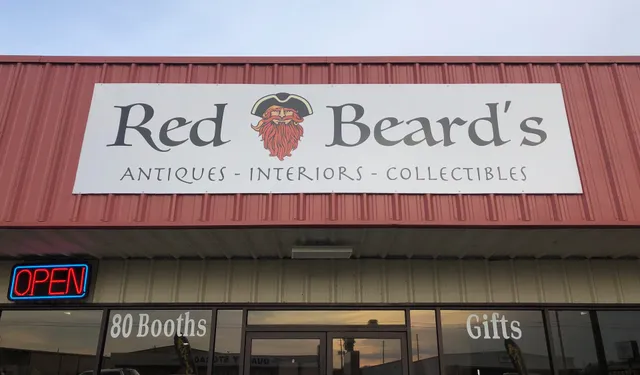 Red Beard's
ANTIQUES - INTERIORS - COLLECTIBLES
OPEN
80 Booths
Gifts